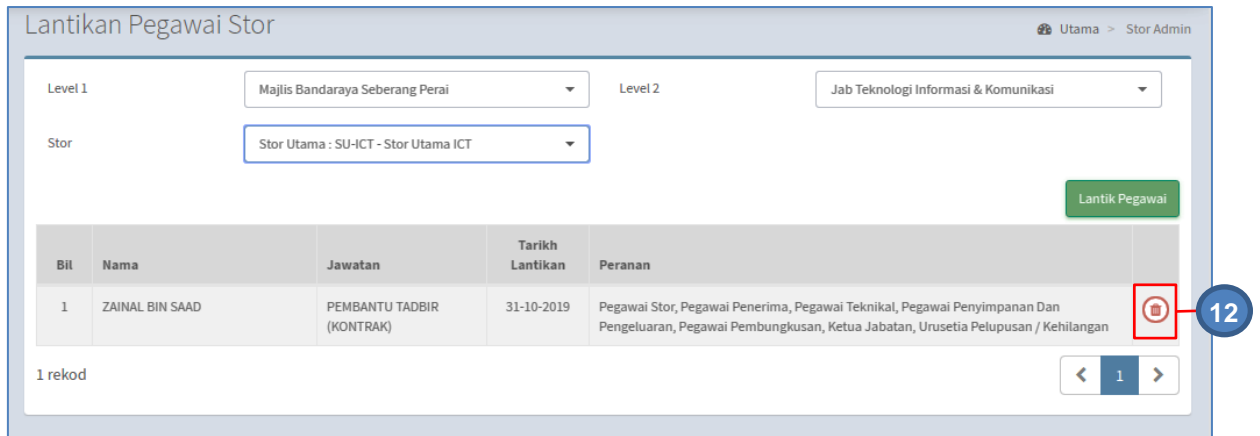 Lantikan Pegawai Stor
Utama > Stor Admin
Level 1
Majlis Bandaraya Seberang Perai
Level 2
Jab Teknologi Informasi & Komunikasi
Stor
Stor Utama : SU-ICT - Stor Utama ICT
Lantik Pegawai
Bil Nama Jawatan Tarikh Lantikan Peranan
1 ZAINAL BIN SAAD PEMBANTU TADBIR (KONTRAK) 31-10-2019 Pegawai Stor, Pegawai Penerima, Pegawai Teknikal, Pegawai Penyimpanan Dan
Pengeluaran, Pegawai Pembungkusan, Ketua Jabatan, Urusetia Pelupusan / Kehilangan
12
1 rekod
1